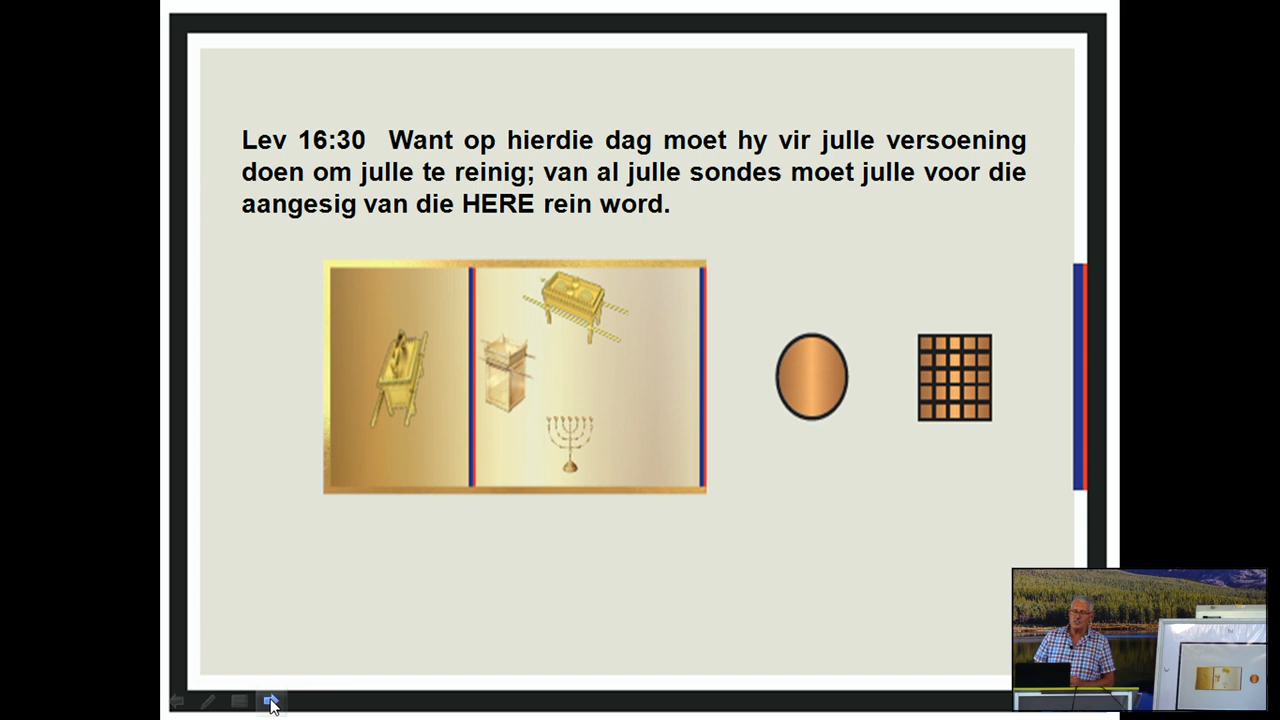 Lev 16:30 Want op hierdie dag moet hy vir julle versoening
doen om julle te reinig; van al julle sondes moet julle voor die
aangesig van die HERE rein word.